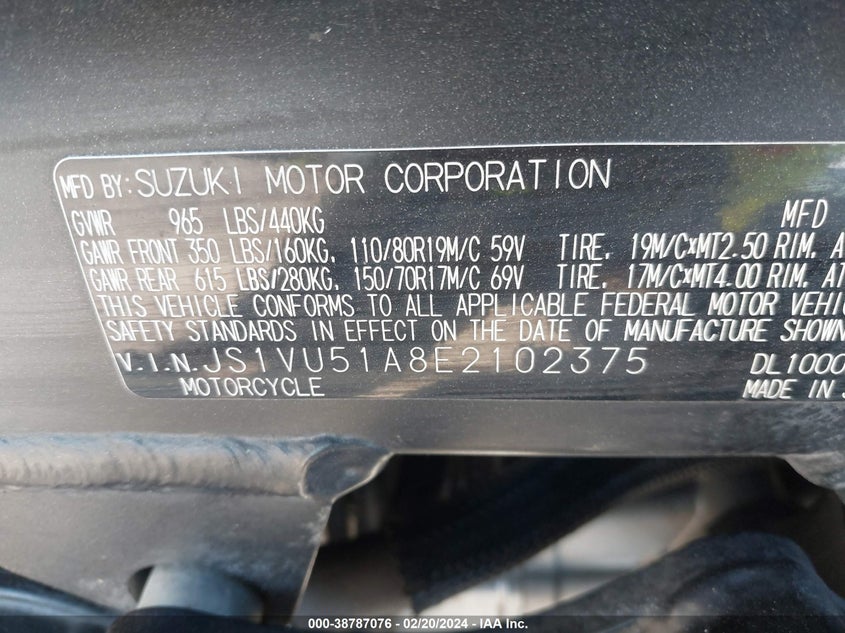 MFD BY: SUZUKI MOTOR CORPORATION
GVWR 965 LBS/440KG MFD
GAWR FRONT 350 LBS/160KG, 110/80R19M/C 59V TIRE, 19M/CxMT2.50 RIM, A
GAWR REAR 615 LBS/280KG, 150/70R17M/C 69V TIRE, 17M/CxMT4.00 RIM, AT
THIS VEHICLE CONFORMS TO ALL APPLICABLE FEDERAL MOTOR VEHIC
SAFETY STANDARDS IN EFFECT ON THE DATE OF MANUFACTURE SHOWN
V.I.N. JS1VU51A8E2102375 DL1000
MOTORCYCLE MADE IN
000-38787076 - 02/20/2024 - IAA Inc.